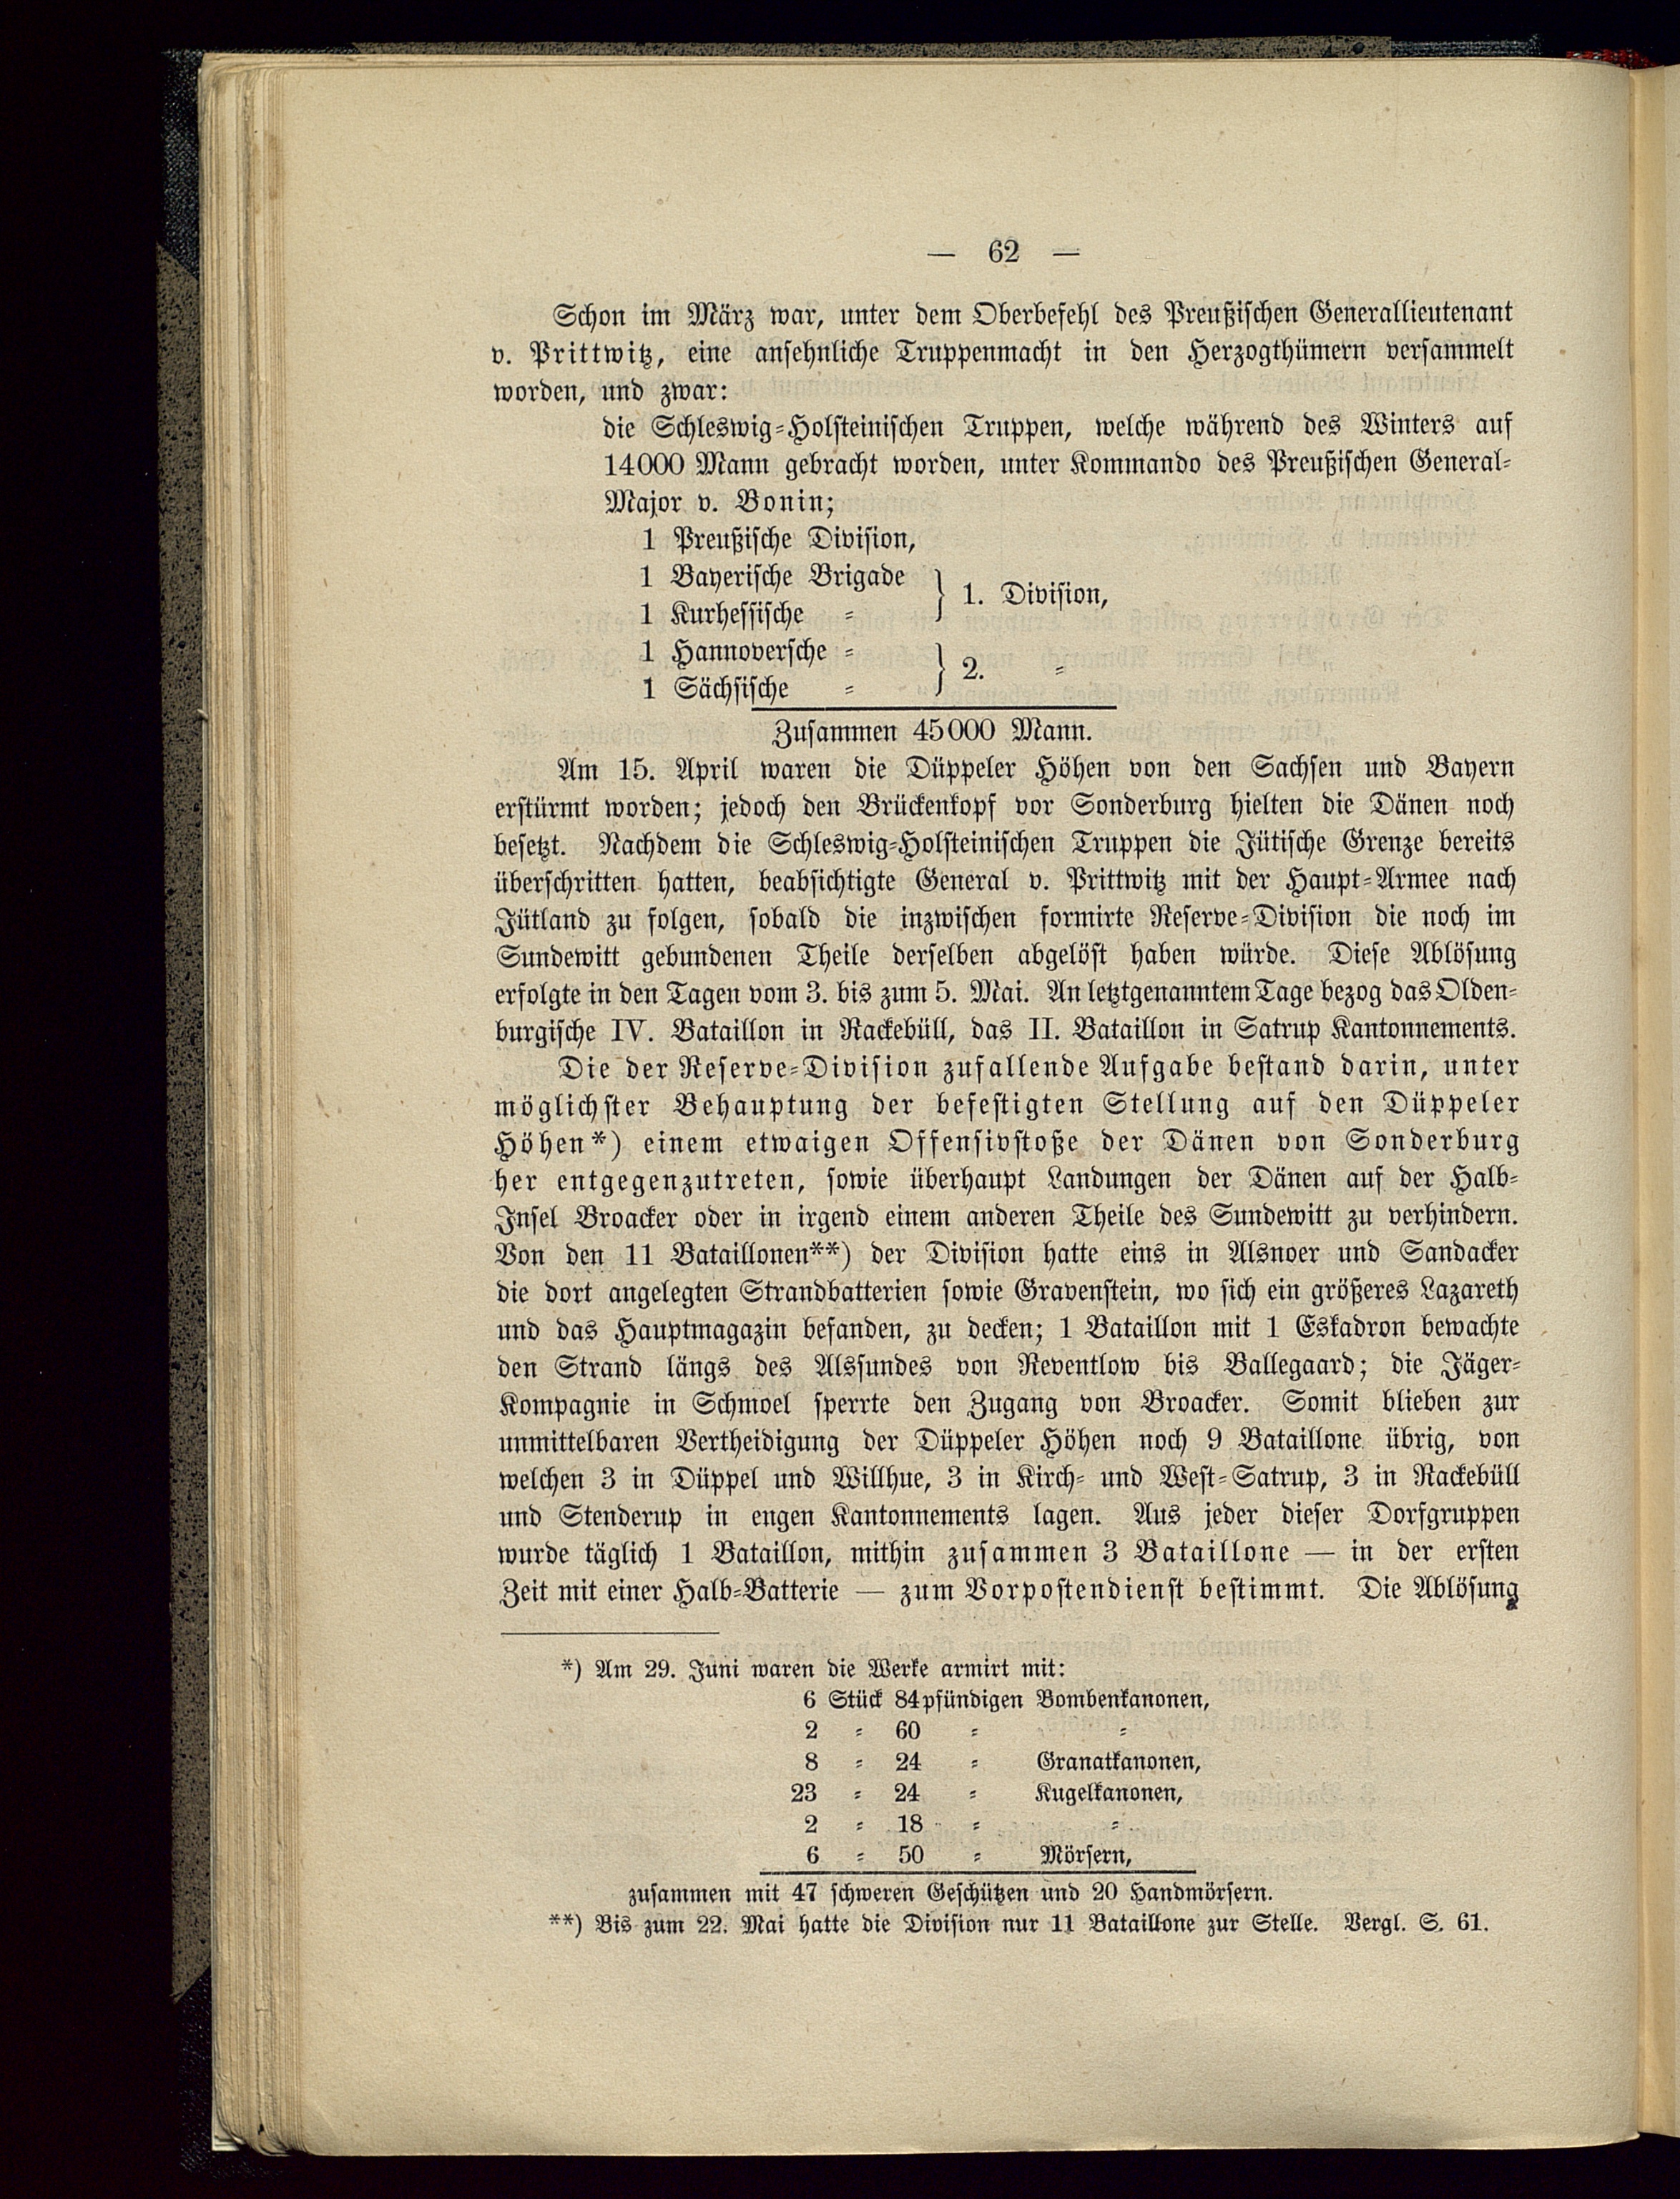 — 62 —
Schon im März war, unter dem Oberbefehl des Preußischen Generallieutenant
v. Prittwitz, eine ansehnliche Truppenmacht in den Herzogthümern versammelt
worden, und zwar:
die Schleswig-Holsteinischen Truppen, welche während des Winters auf
14000 Mann gebracht worden, unter Kommando des Preußischen General-
Major v. Bonin;
1 Preußische Division,
1 Bayerische Brigade
1 Kurhessische " } 1. Division,
1 Hannoversche "
1 Sächsische " } 2. "
Zusammen 45000 Mann.
Am 15. April waren die Düppeler Höhen von den Sachsen und Bayern
erstürmt worden; jedoch den Brückenkopf vor Sonderburg hielten die Dänen noch
besetzt. Nachdem die Schleswig-Holsteinischen Truppen die Jütische Grenze bereits
überschritten hatten, beabsichtigte General v. Prittwitz mit der Haupt-Armee nach
Jütland zu folgen, sobald die inzwischen formirte Reserve-Division die noch im
Sundewitt gebundenen Theile derselben abgelöst haben würde. Diese Ablösung
erfolgte in den Tagen vom 3. bis zum 5. Mai. An letztgenanntem Tage bezog das Olden-
burgische IV. Bataillon in Rackebüll, das II. Bataillon in Satrup Kantonnements.
Die der Reserve-Division zufallende Aufgabe bestand darin, unter
möglichster Behauptung der befestigten Stellung auf den Düppeler
Höhen*) einem etwaigen Offensivstoße der Dänen von Sonderburg
her entgegenzutreten, sowie überhaupt Landungen der Dänen auf der Halb-
Insel Broacker oder in irgend einem anderen Theile des Sundewitt zu verhindern.
Von den 11 Bataillonen**) der Division hatte eins in Alsnoer und Sandacker
die dort angelegten Strandbatterien sowie Gravenstein, wo sich ein größeres Lazareth
und das Hauptmagazin befanden, zu decken; 1 Bataillon mit 1 Eskadron bewachte
den Strand längs des Alssundes von Reventlow bis Ballegaard; die Jäger-
Kompagnie in Schmoel sperrte den Zugang von Broacker. Somit blieben zur
unmittelbaren Vertheidigung der Düppeler Höhen noch 9 Bataillone übrig, von
welchen 3 in Düppel und Willhue, 3 in Kirch- und West-Satrup, 3 in Rackebüll
und Stenderup in engen Kantonnements lagen. Aus jeder dieser Dorfgruppen
wurde täglich 1 Bataillon, mithin zusammen 3 Bataillone — in der ersten
Zeit mit einer Halb-Batterie — zum Vorpostendienst bestimmt. Die Ablösung
*) Am 29. Juni waren die Werke armirt mit:
6 Stück 84pfündigen Bombenkanonen,
2 " 60 " "
8 " 24 " Granatkanonen,
23 " 24 " Kugelkanonen,
2 " 18 " "
6 " 50 " Mörsern,
zusammen mit 47 schweren Geschützen und 20 Handmörsern.
**) Bis zum 22. Mai hatte die Division nur 11 Bataillone zur Stelle. Vergl. S. 61.